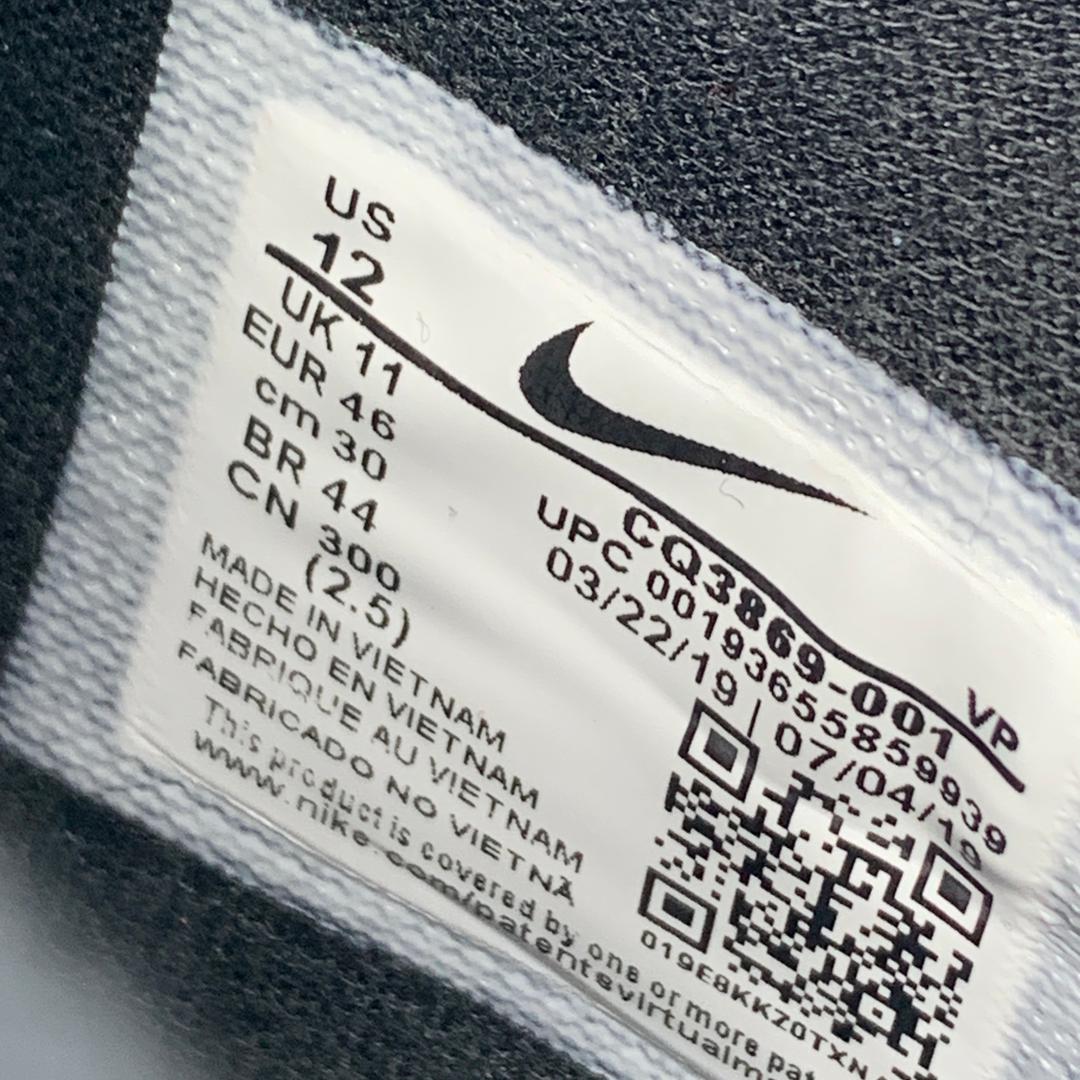 US
12
UK 11
EUR 46
cm 30
BR 44
CN 300
(2.5)
MADE IN VIETNAM
HECHO EN VIETNAM
FABRIQUE AU VIETNAM
FABRICADO NO VIETNÃ
This product is covered by one or more
www.nike.com/patents
CQ3869-001 VP
UPC 00193655859939
03/22/19 | 07/04/19
019E8KKZ0TXN